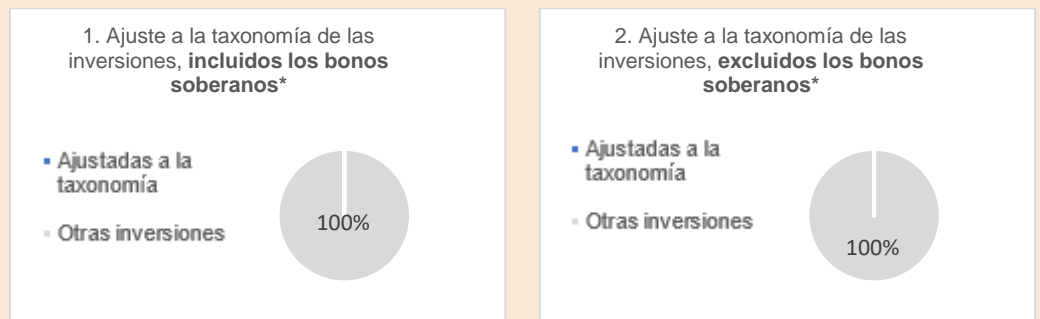 1. Ajuste a la taxonomía de las
inversiones, incluidos los bonos
soberanos*
Ajustadas a la
taxonomía
Otras inversiones
100%
2. Ajuste a la taxonomía de las
inversiones, excluidos los bonos
soberanos*
Ajustadas a la
taxonomía
Otras inversiones
100%